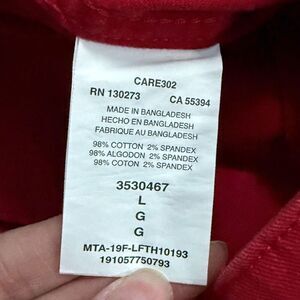 CARE302
RN 130273 CA 55394
MADE IN BANGLADESH
HECHO EN BANGLADESH
FABRIQUE AU BANGLADESH
98% COTTON 2% SPANDEX
98% ALGODON 2% SPANDEX
98% COTON 2% SPANDEX
3530467
L
G
G
MTA-19F-LFTH10193
191057750793